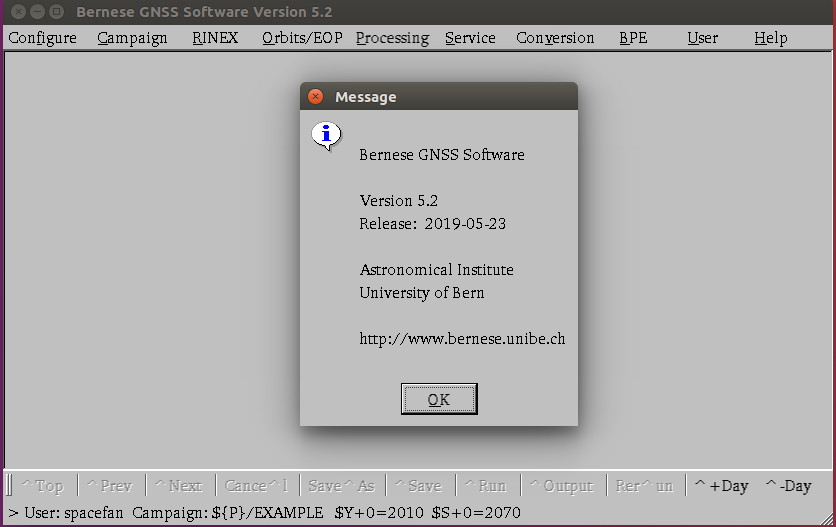 Bernese GNSS Software Version 5.2
Configure Campaign RINEX Orbits/EOP Processing Service Conversion BPE User Help
Message
Bernese GNSS Software
Version 5.2
Release: 2019-05-23
Astronomical Institute
University of Bern
http://www.bernese.unibe.ch
OK
^Top ^Prev ^Next Cance^l Save^As ^Save ^Run ^Output Rer^un ^+Day ^-Day
> User: spacefan Campaign: ${P}/EXAMPLE $Y+0=2010 $S+0=2070